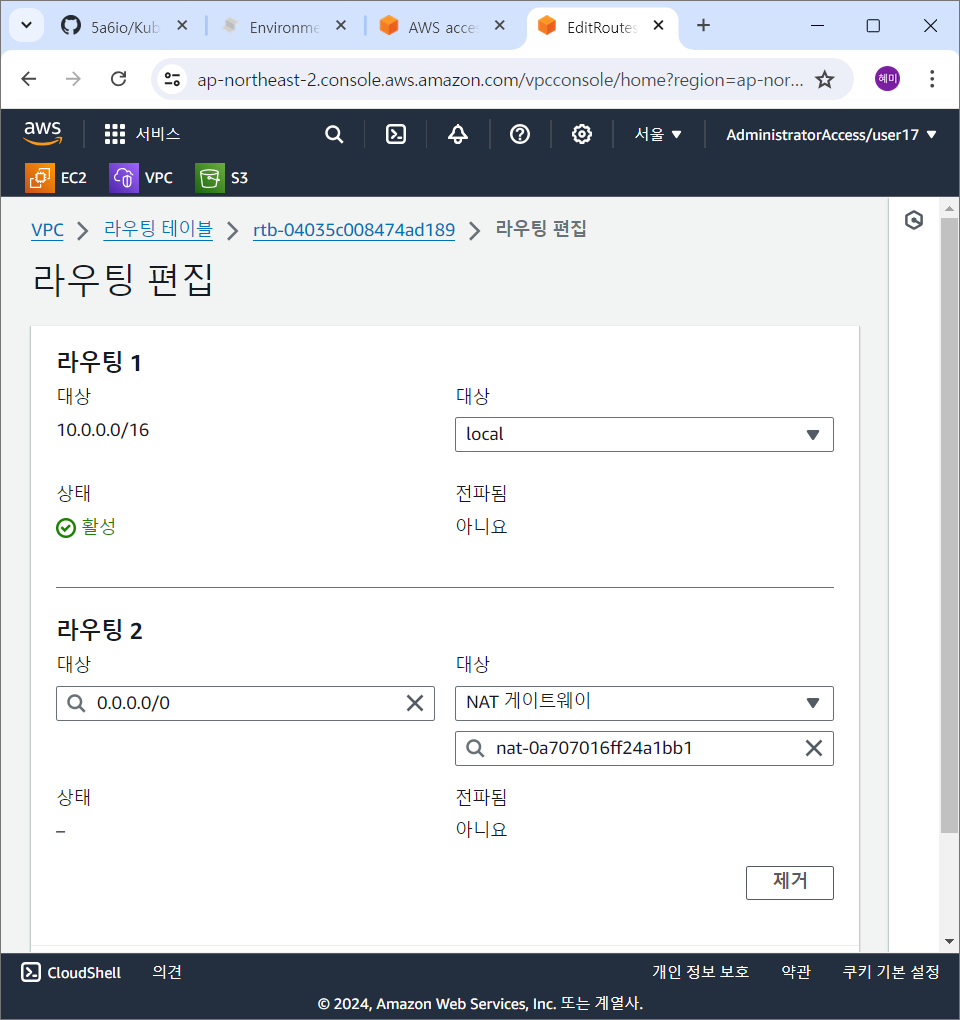 5a6io/Kub
Environme
AWS acces
EditRoutes
ap-northeast-2.console.aws.amazon.com/vpcconsole/home?region=ap-nor...
혜미
aws
서비스
서울
AdministratorAccess/user17
EC2
VPC
S3
VPC
라우팅 테이블
rtb-04035c008474ad189
라우팅 편집
라우팅 편집
라우팅 1
대상
대상
10.0.0.0/16
local
상태
전파됨
활성
아니요
라우팅 2
대상
대상
0.0.0.0/0
NAT 게이트웨이
nat-0a707016ff24a1bb1
상태
전파됨
–
아니요
제거
CloudShell
의견
개인 정보 보호
약관
쿠키 기본 설정
© 2024, Amazon Web Services, Inc. 또는 계열사.